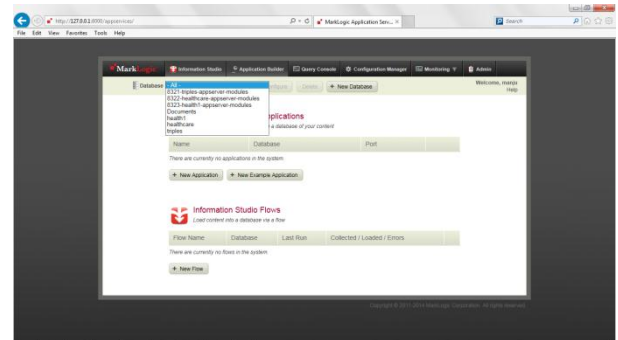 http://127.0.0.1:8000/appservices/
MarkLogic Application Serv...
Search
File Edit View Favorites Tools Help
MarkLogic
Information Studio
Application Builder
Query Console
Configuration Manager
Monitoring
Admin
Database
- All -
8321-triples-appserver-modules
8322-healthcare-appserver-modules
8323-health1-appserver-modules
Documents
health1
healthcare
triples
Delete
+ New Database
Welcome, manjx
Help
plications
a database of your content
Name Database Port
There are currently no applications in the system.
+ New Application + New Example Application
Information Studio Flows
Load content into a database via a flow
Flow Name Database Last Run Collected / Loaded / Errors
There are currently no flows in the system.
+ New Flow